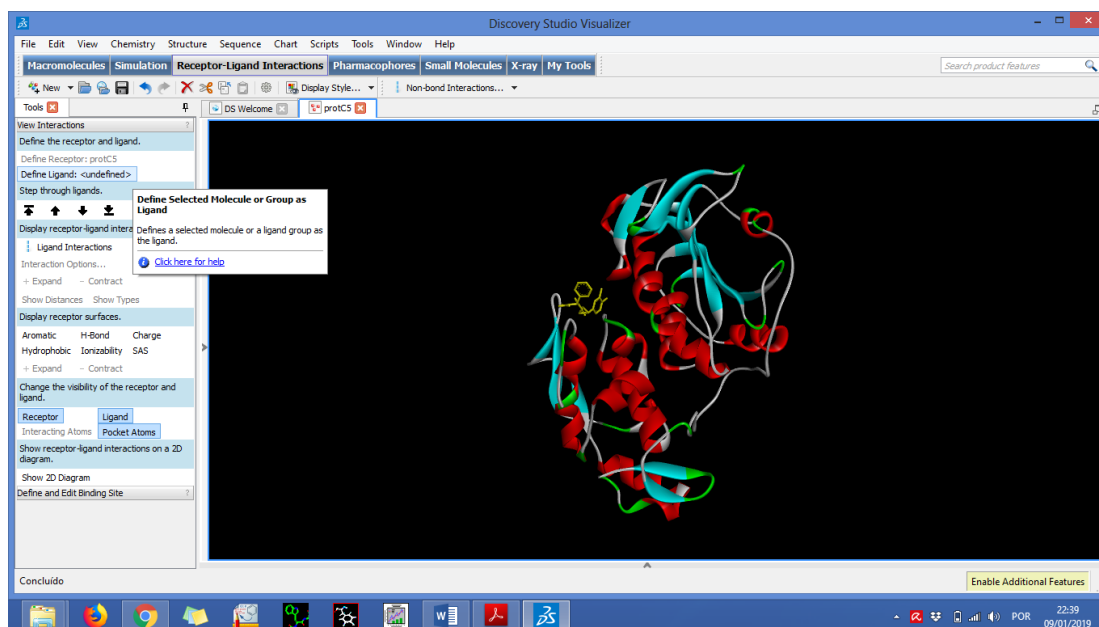 Discovery Studio Visualizer
File Edit View Chemistry Structure Sequence Chart Scripts Tools Window Help
Macromolecules Simulation Receptor-Ligand Interactions Pharmacophores Small Molecules X-ray My Tools
Search product features
New Display Style... Non-bond Interactions...
Tools DS Welcome protC5
View Interactions ?
Define the receptor and ligand.
Define Receptor: protC5
Define Ligand: <undefined>
Step through ligands.
Define Selected Molecule or Group as
Ligand
Defines a selected molecule or a ligand group as
the ligand.
Click here for help
Display receptor-ligand intera
Ligand Interactions
Interaction Options...
+ Expand - Contract
Show Distances Show Types
Display receptor surfaces.
Aromatic H-Bond Charge
Hydrophobic Ionizability SAS
+ Expand - Contract
Change the visibility of the receptor and
ligand.
Receptor Ligand
Interacting Atoms Pocket Atoms
Show receptor-ligand interactions on a 2D
diagram.
Show 2D Diagram
Define and Edit Binding Site ?
Concluído
Enable Additional Features
POR
22:39
09/01/2019